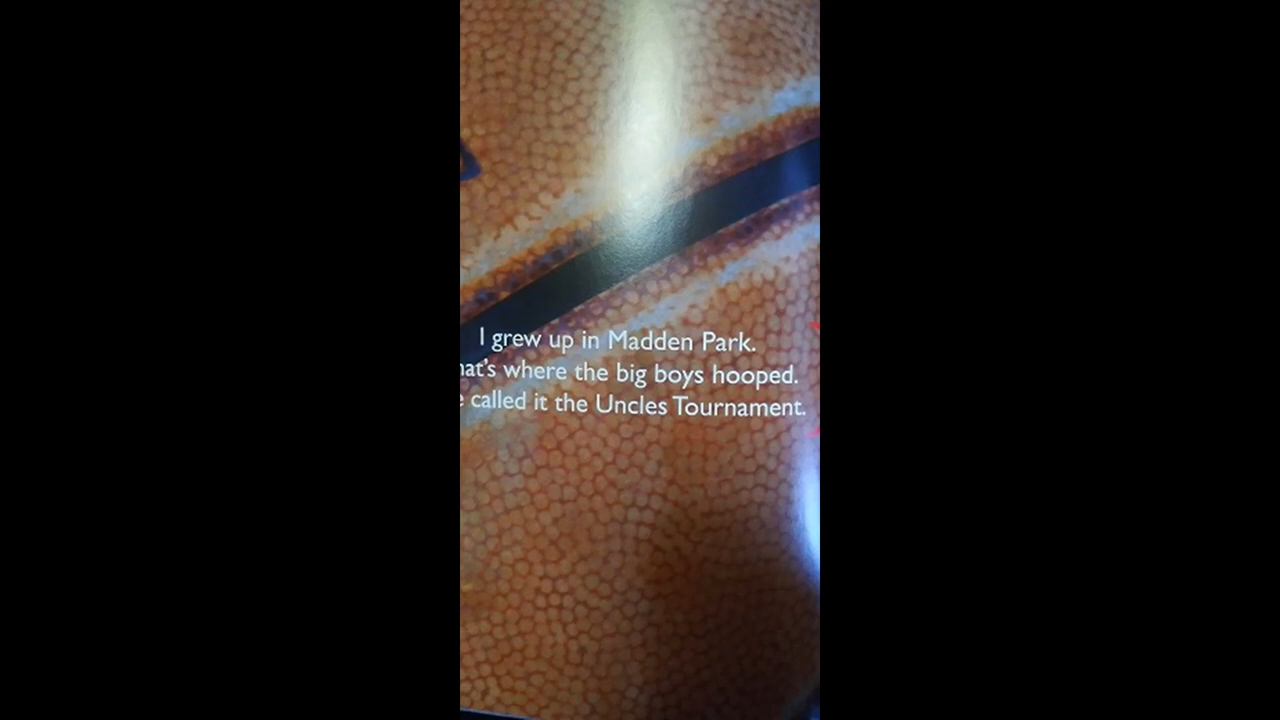 I grew up in Madden Park.
hat's where the big boys hooped.
e called it the Uncles Tournament.